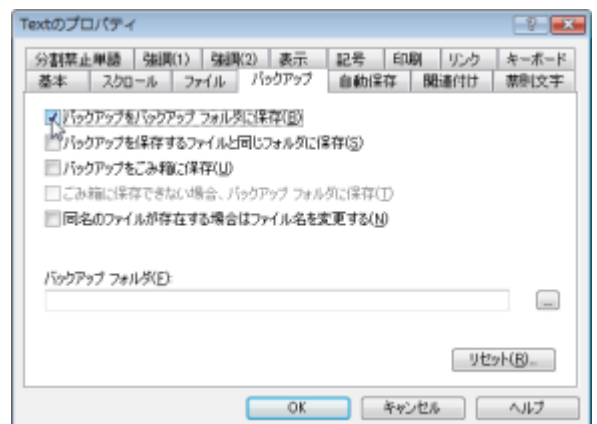 Textのプロパティ
分割禁止単語 強調(1) 強調(2) 表示 記号 印刷 リンク キーボード
基本 スクロール ファイル バックアップ 自動保存 関連付け 禁則文字
バックアップをバックアップ フォルダに保存(B)
バックアップを保存するファイルと同じフォルダに保存(S)
バックアップをごみ箱に保存(U)
ごみ箱に保存できない場合、バックアップ フォルダに保存(T)
同名のファイルが存在する場合はファイル名を変更する(N)
バックアップ フォルダ(F):
...
リセット(R)...
OK キャンセル ヘルプ